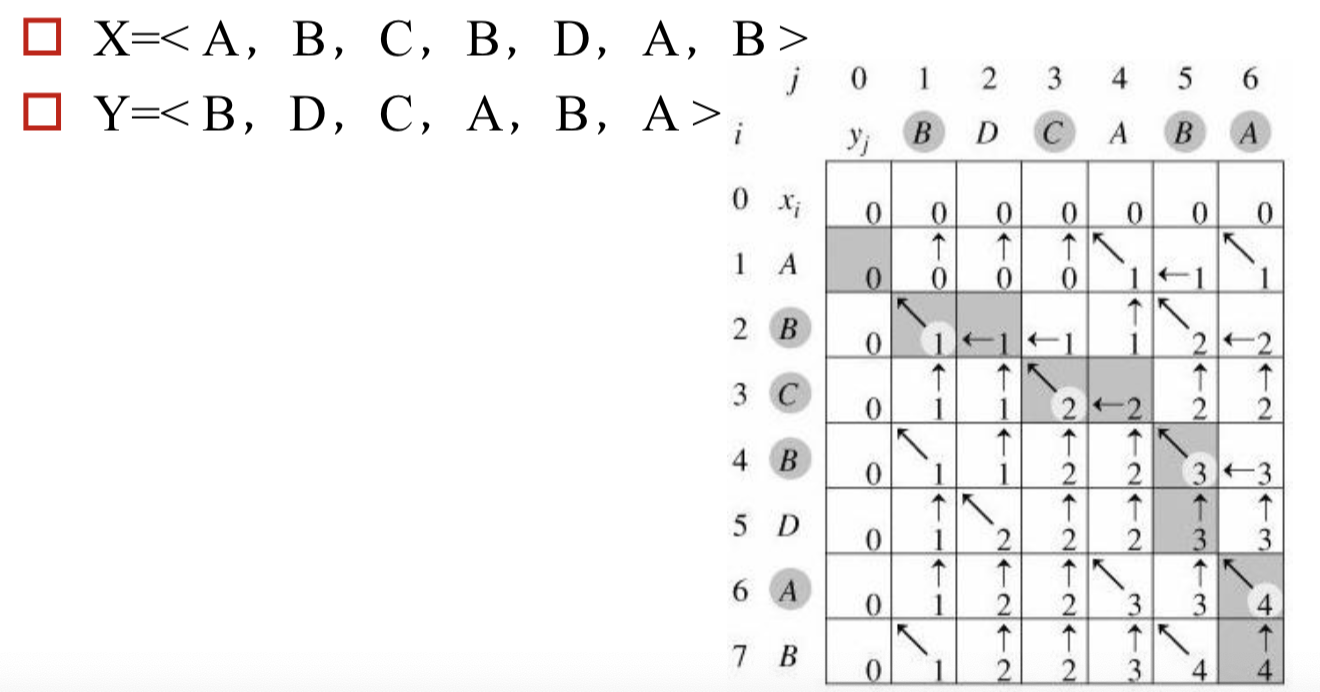 X=< A, B, C, B, D, A, B >
Y=< B, D, C, A, B, A >
j 0 1 2 3 4 5 6
i yj B D C A B A
0 xi 0 0 0 0 0 0 0
1 A 0 ↑0 ↑0 ↑0 ↖1 ←1 ↖1
2 B 0 ↖1 ←1 ←1 ↑1 ↖2 ←2
3 C 0 ↑1 ↑1 ↖2 ←2 ↑2 ↑2
4 B 0 ↖1 ↑1 ↑2 ↑2 ↖3 ←3
5 D 0 ↑1 ↖2 ↑2 ↑2 ↑3 ↑3
6 A 0 ↑1 ↑2 ↑2 ↖3 ↑3 ↖4
7 B 0 ↖1 ↑2 ↑2 ↑3 ↖4 ↑4